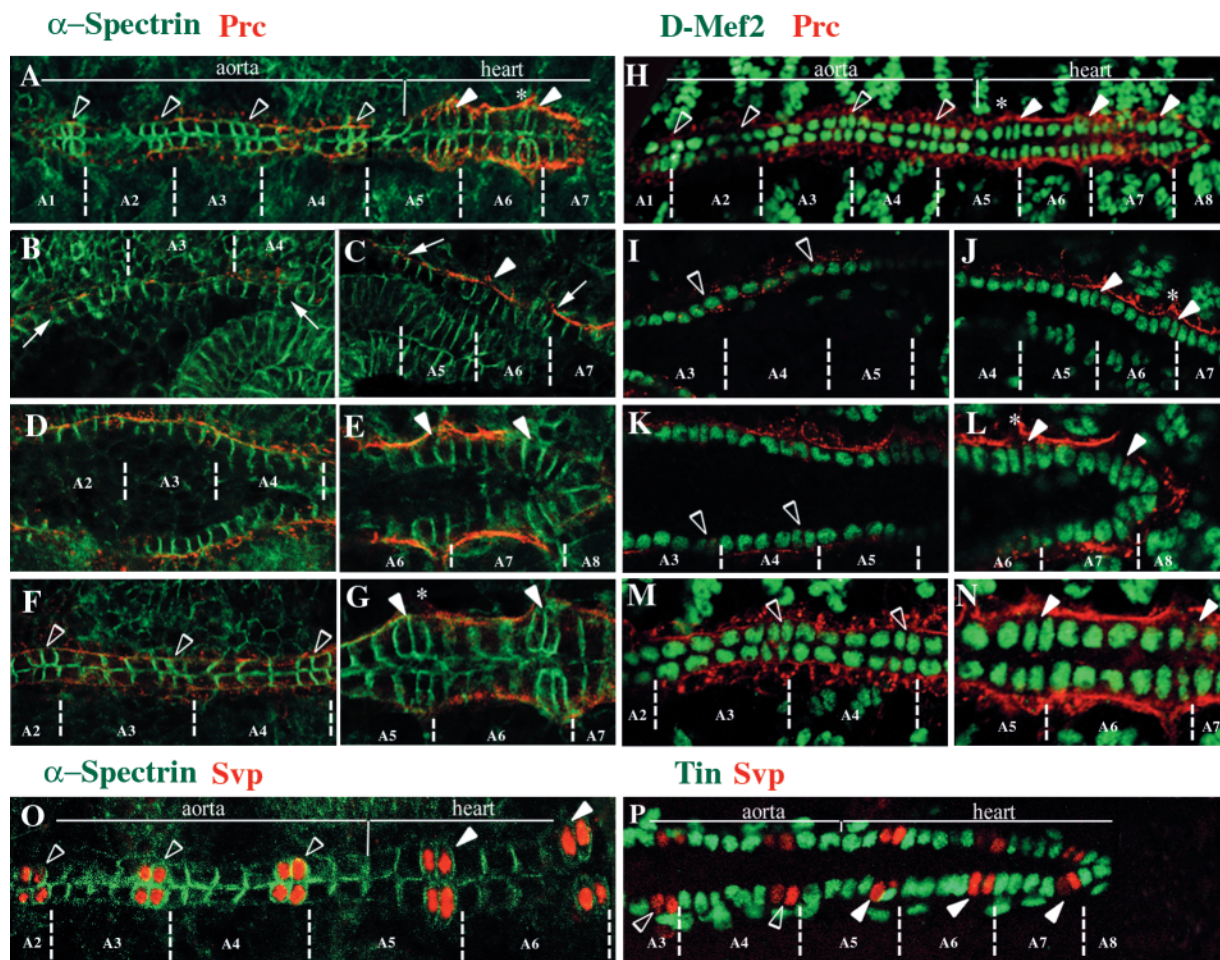 α–Spectrin Prc
D-Mef2 Prc
A aorta heart *
A1 A2 A3 A4 A5 A6 A7
H aorta heart *
A1 A2 A3 A4 A5 A6 A7 A8
B A3 A4
C A5 A6 A7
I A3 A4 A5
J * A4 A5 A6 A7
D A2 A3 A4
E A6 A7 A8
K A3 A4 A5
L * A6 A7 A8
F A2 A3 A4
G * A5 A6 A7
M A2 A3 A4
N A5 A6 A7
α–Spectrin Svp
Tin Svp
O aorta heart
A2 A3 A4 A5 A6
P aorta heart
A3 A4 A5 A6 A7 A8